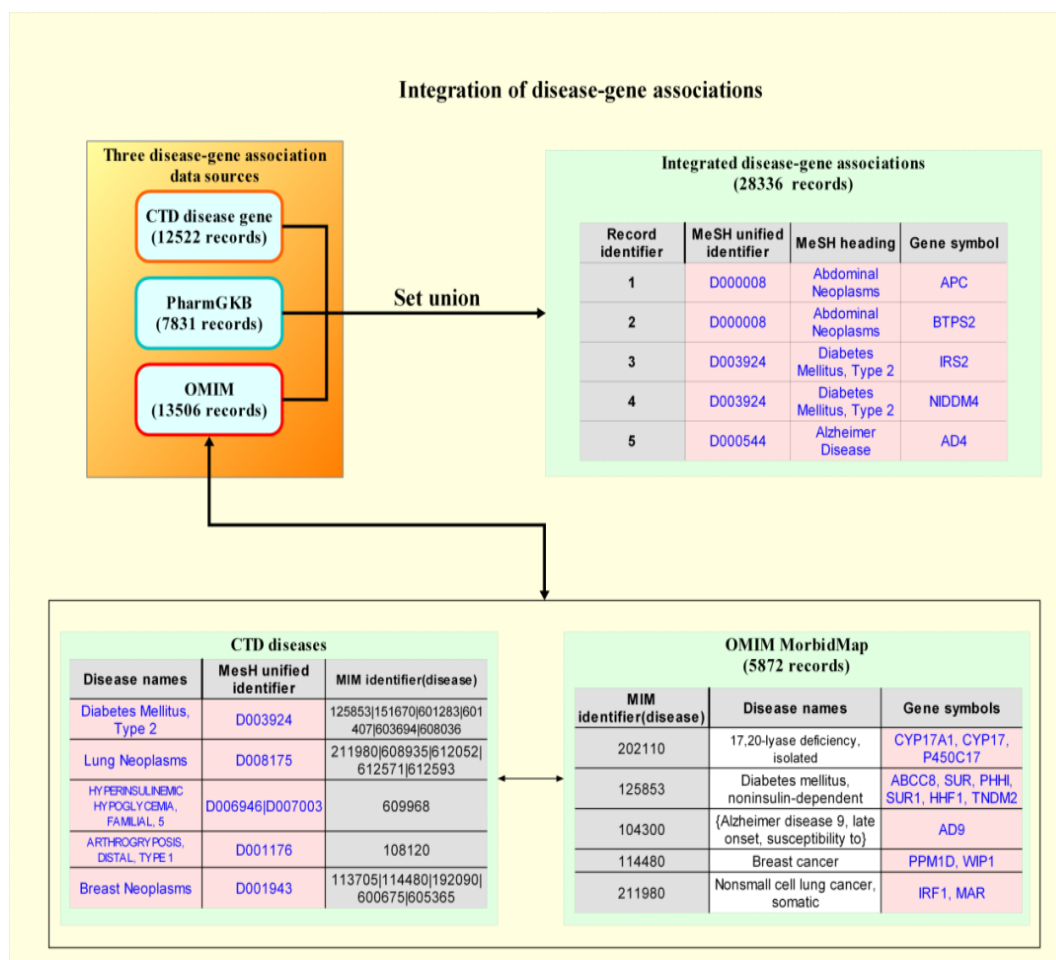 Integration of disease-gene associations
Three disease-gene association
data sources
CTD disease gene
(12522 records)
PharmGKB
(7831 records)
OMIM
(13506 records)
Set union
Integrated disease-gene associations
(28336 records)
Record identifier MeSH unified identifier MeSH heading Gene symbol
1 D000008 Abdominal Neoplasms APC
2 D000008 Abdominal Neoplasms BTPS2
3 D003924 Diabetes Mellitus, Type 2 IRS2
4 D003924 Diabetes Mellitus, Type 2 NIDDM4
5 D000544 Alzheimer Disease AD4
CTD diseases
Disease names MesH unified identifier MIM identifier(disease)
Diabetes Mellitus, Type 2 D003924 125853|151670|601283|601407|603694|608036
Lung Neoplasms D008175 211980|608935|612052|612571|612593
HYPERINSULINEMIC HYPOGLYCEMIA, FAMILIAL, 5 D006946|D007003 609968
ARTHROGRYPOSIS, DISTAL, TYPE 1 D001176 108120
Breast Neoplasms D001943 113705|114480|192090|600675|605365
OMIM MorbidMap
(5872 records)
MIM identifier(disease) Disease names Gene symbols
202110 17,20-lyase deficiency, isolated CYP17A1, CYP17, P450C17
125853 Diabetes mellitus, noninsulin-dependent ABCC8, SUR, PHHI, SUR1, HHF1, TNDM2
104300 {Alzheimer disease 9, late onset, susceptibility to} AD9
114480 Breast cancer PPM1D, WIP1
211980 Nonsmall cell lung cancer, somatic IRF1, MAR